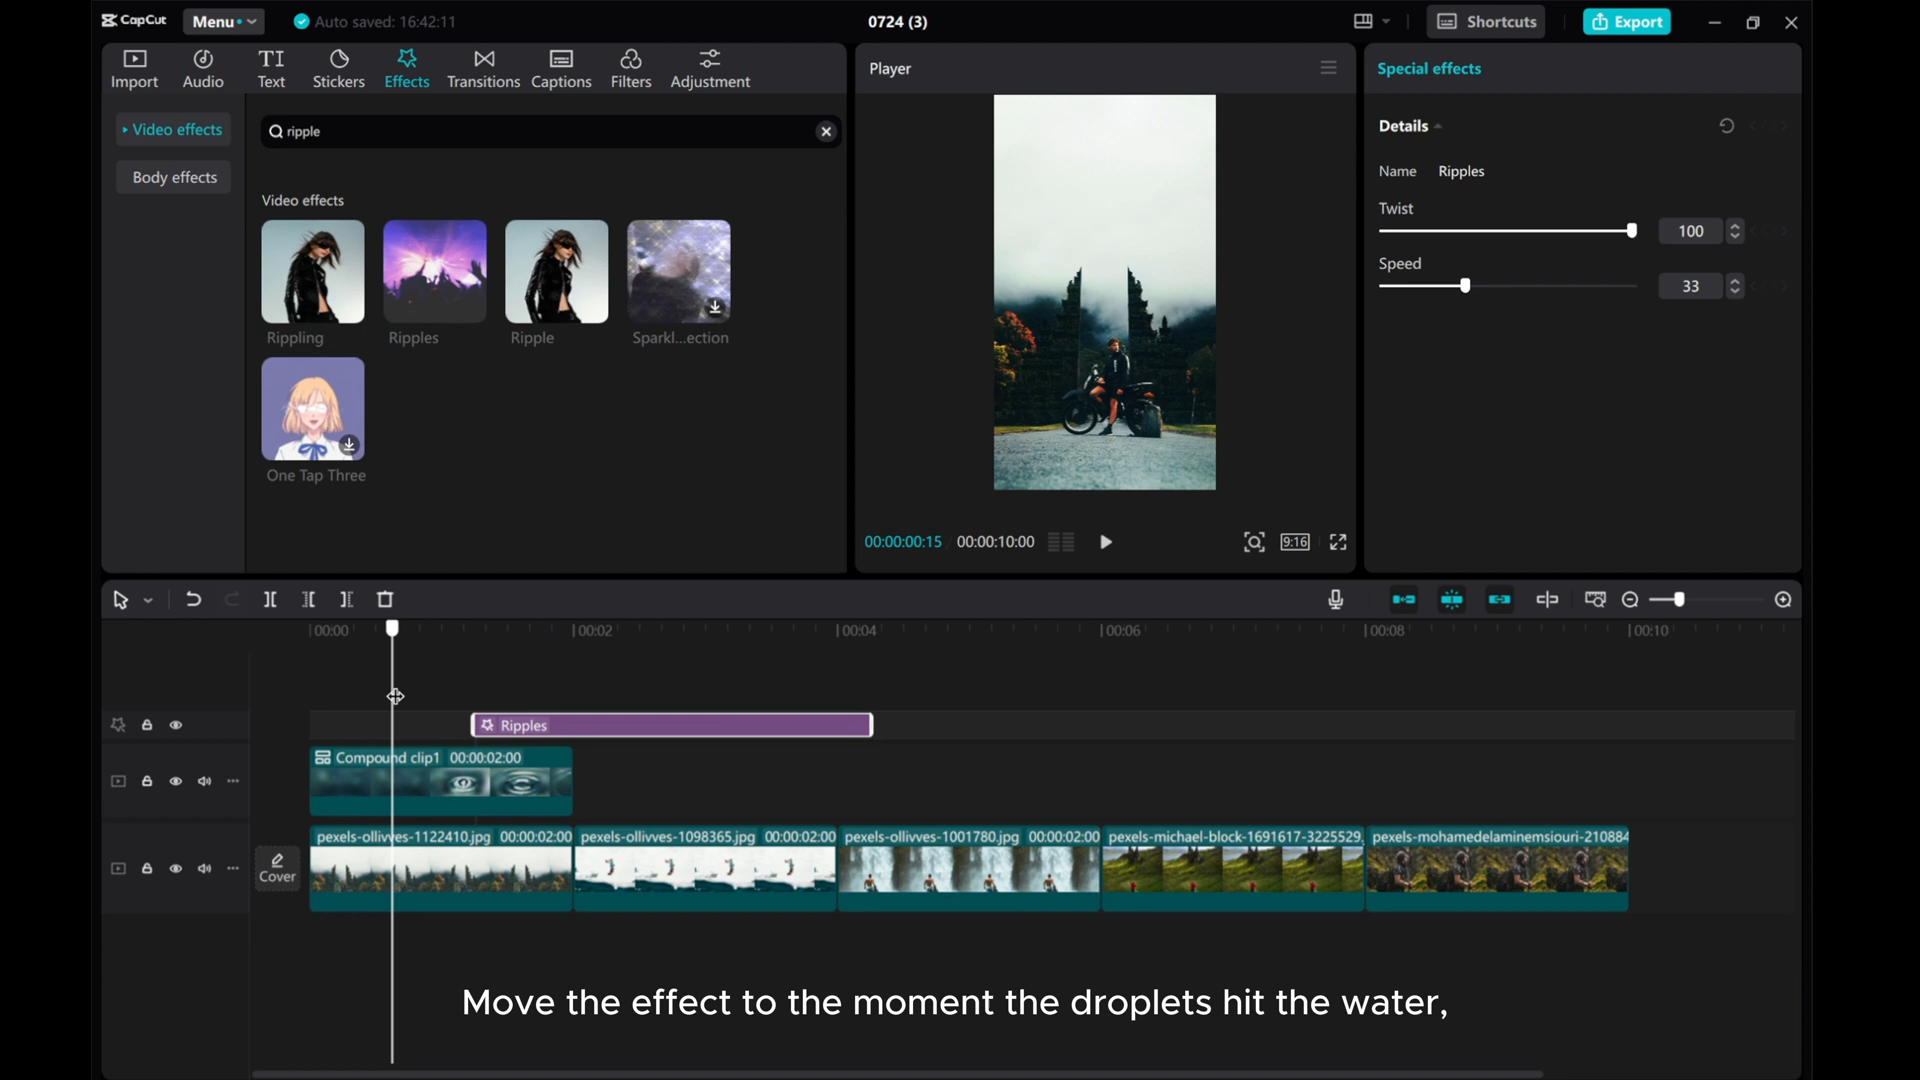 CapCut
Menu
Auto saved: 16:42:11
0724 (3)
Shortcuts
Export
Import
Audio
TI
Text
Stickers
Effects
Transitions
Captions
Filters
Adjustment
Video effects
Body effects
ripple
Video effects
Rippling
Ripples
Ripple
Sparkl...ection
One Tap Three
Player
00:00:00:15
00:00:10:00
9:16
Special effects
Details
Name
Ripples
Twist
100
Speed
33
00:00
00:02
00:04
00:06
00:08
00:10
Ripples
Compound clip1 00:00:02:00
Cover
pexels-ollivves-1122410.jpg 00:00:02:00
pexels-ollivves-1098365.jpg 00:00:02:00
pexels-ollivves-1001780.jpg 00:00:02:00
pexels-michael-block-1691617-3225529.
pexels-mohamedelaminemsiouri-210884
Move the effect to the moment the droplets hit the water,